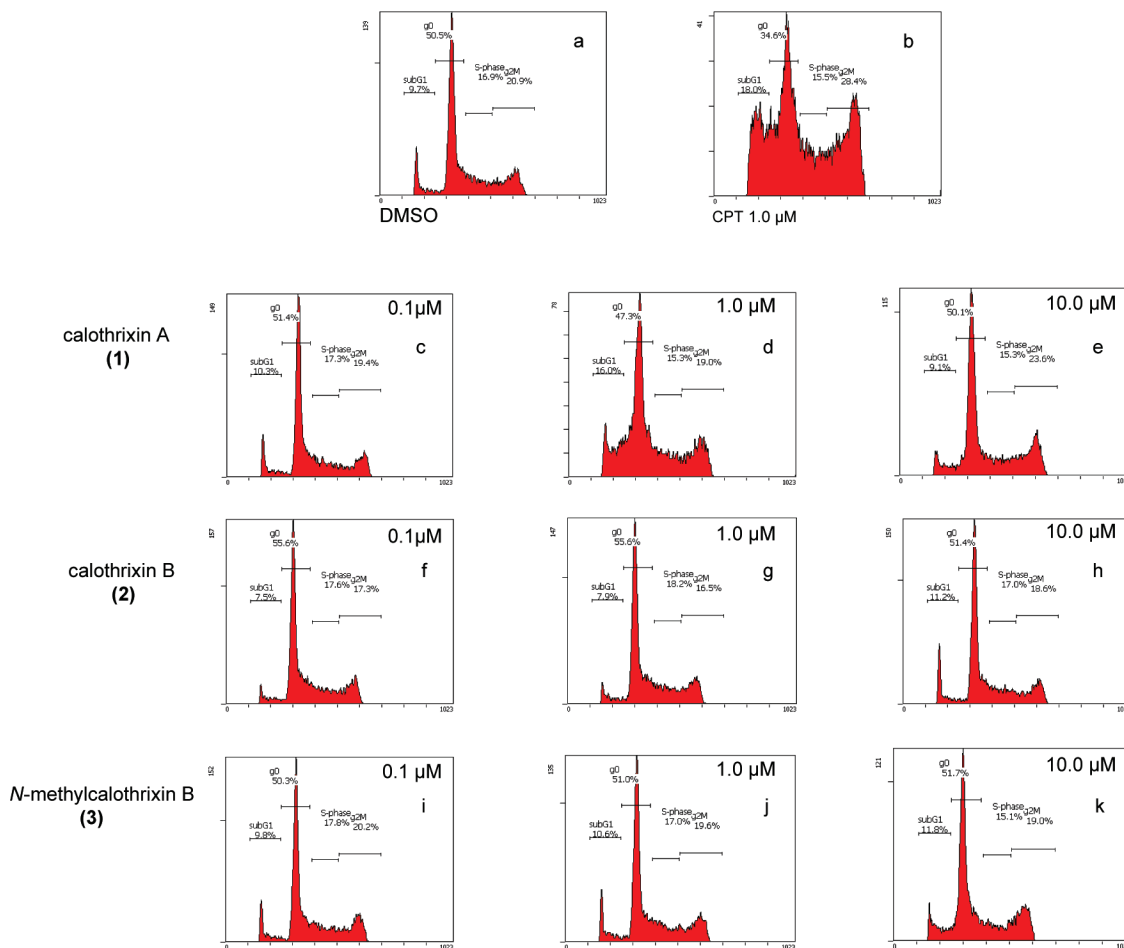 139
g0
50.5%
a
S-phase g2M
16.9% 20.9%
subG1
9.7%
0
1023
DMSO
41
g0
34.6%
b
S-phase g2M
15.5% 28.4%
subG1
18.0%
0
1023
CPT 1.0 µM
calothrixin A
(1)
149
g0
51.4%
0.1µM
c
S-phase g2M
17.3% 19.4%
subG1
10.3%
0
1023
78
g0
47.3%
1.0 µM
d
S-phase g2M
15.3% 19.0%
subG1
16.0%
0
1023
115
g0
50.1%
10.0 µM
e
S-phase g2M
15.3% 23.6%
subG1
9.1%
0
calothrixin B
(2)
157
g0
55.6%
0.1µM
f
S-phase g2M
17.6% 17.3%
subG1
7.5%
0
1023
147
g0
55.6%
1.0 µM
g
S-phase g2M
18.2% 16.5%
subG1
7.9%
0
1023
150
g0
51.4%
10.0 µM
h
S-phase g2M
17.0% 18.6%
subG1
11.2%
0
N-methylcalothrixin B
(3)
152
g0
50.3%
0.1 µM
i
S-phase g2M
17.8% 20.2%
subG1
9.8%
0
1023
135
g0
51.0%
1.0 µM
j
S-phase g2M
17.0% 19.6%
subG1
10.6%
0
1023
121
g0
51.7%
10.0 µM
k
S-phase g2M
15.1% 19.0%
subG1
11.8%
0